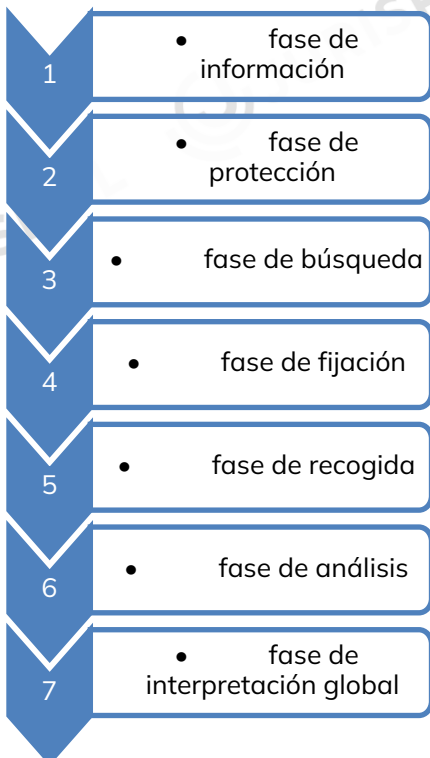 1
• fase de
información
2
• fase de
protección
3
• fase de búsqueda
4
• fase de fijación
5
• fase de recogida
6
• fase de análisis
7
• fase de
interpretación global